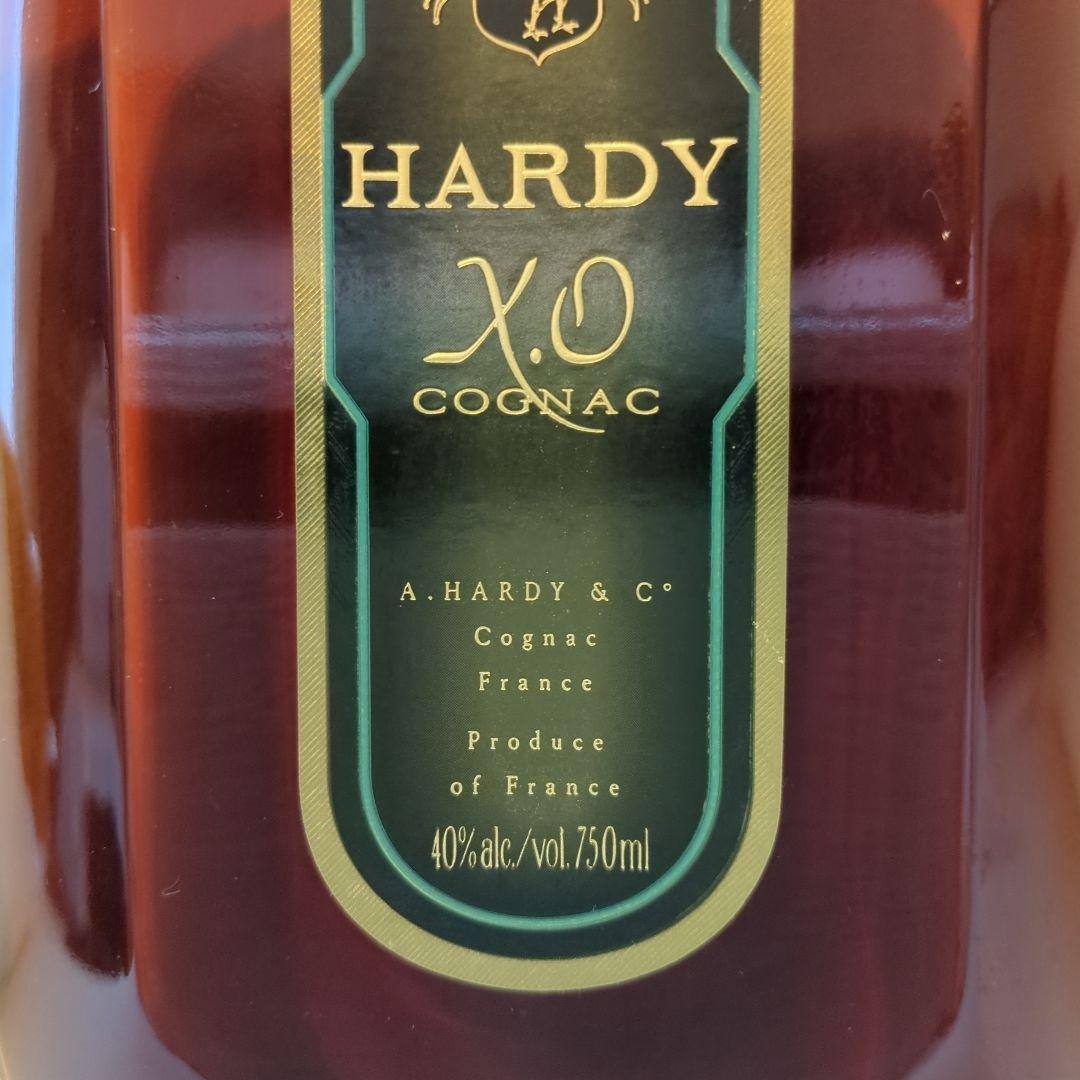 HARDY
X.O
COGNAC
A.HARDY & C°
Cognac
France
Produce
of France
40% alc./vol. 750ml